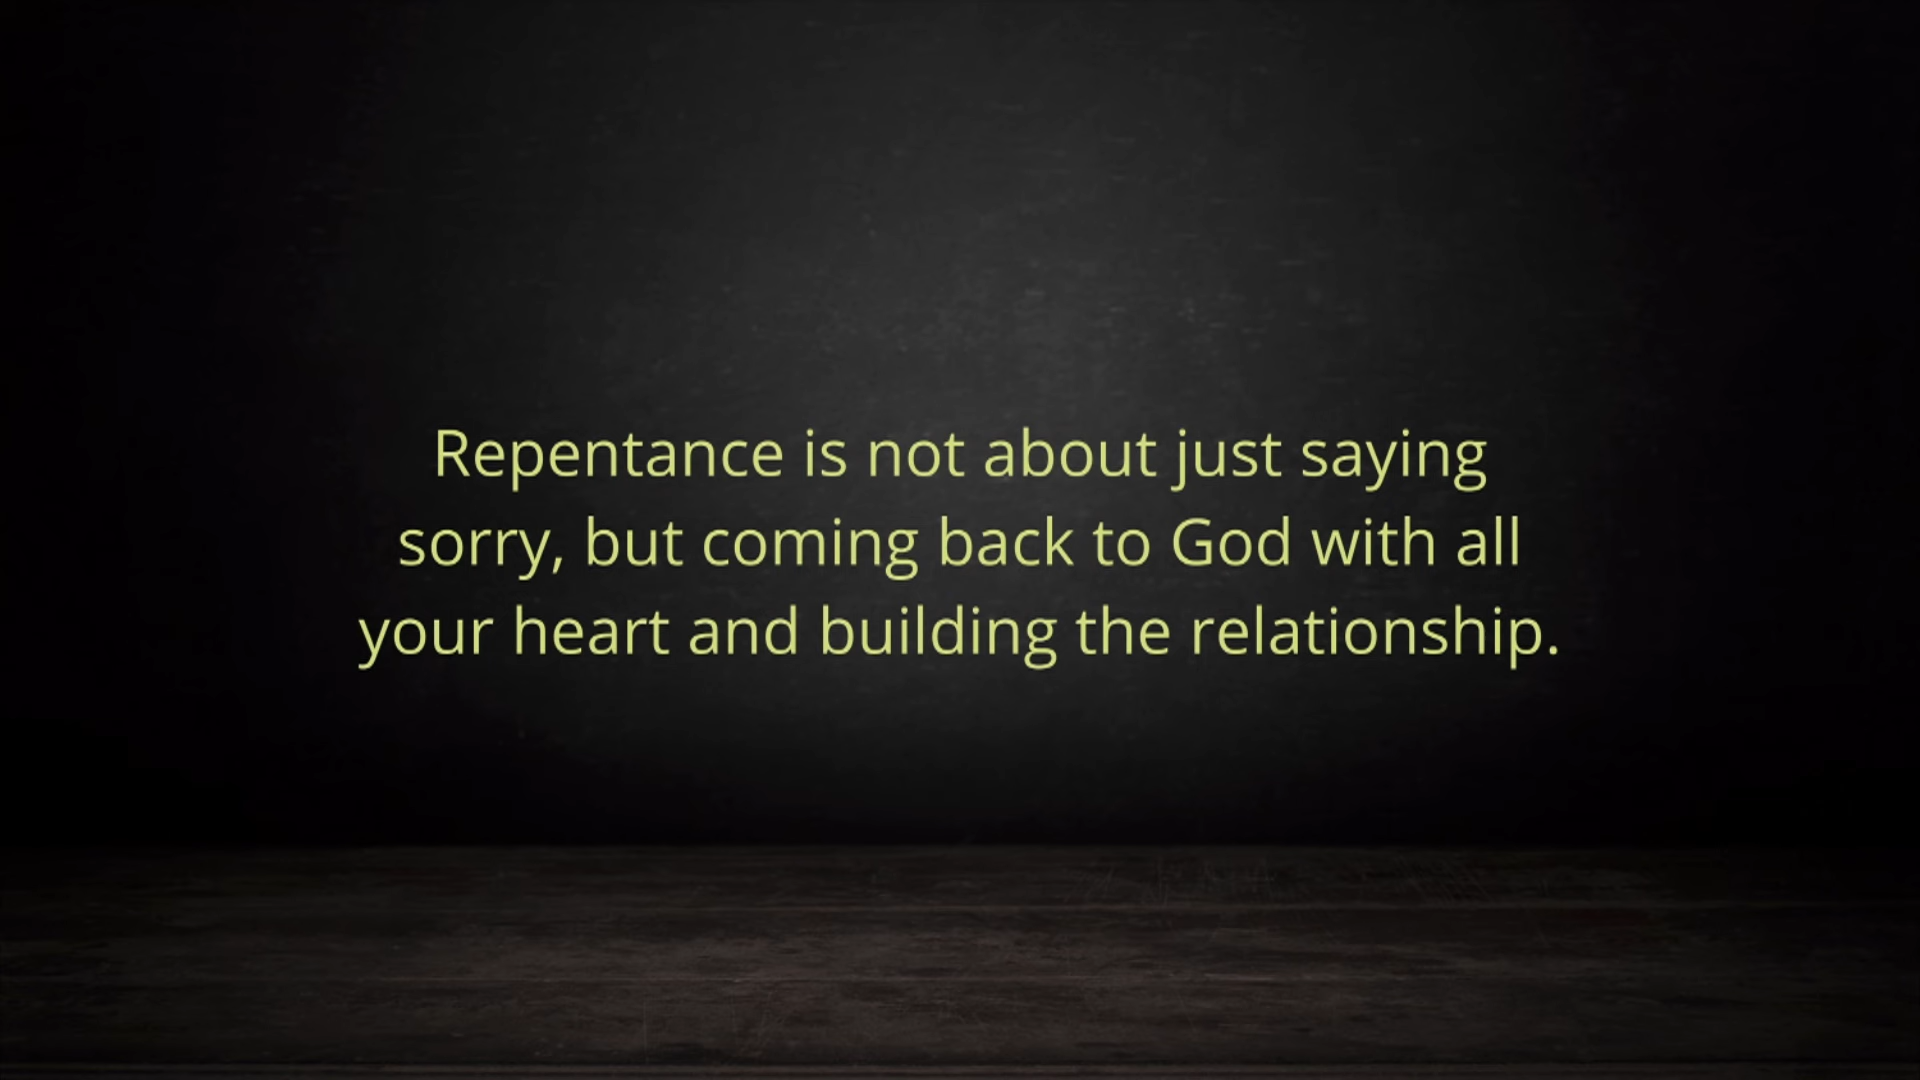 Repentance is not about just saying
sorry, but coming back to God with all
your heart and building the relationship.